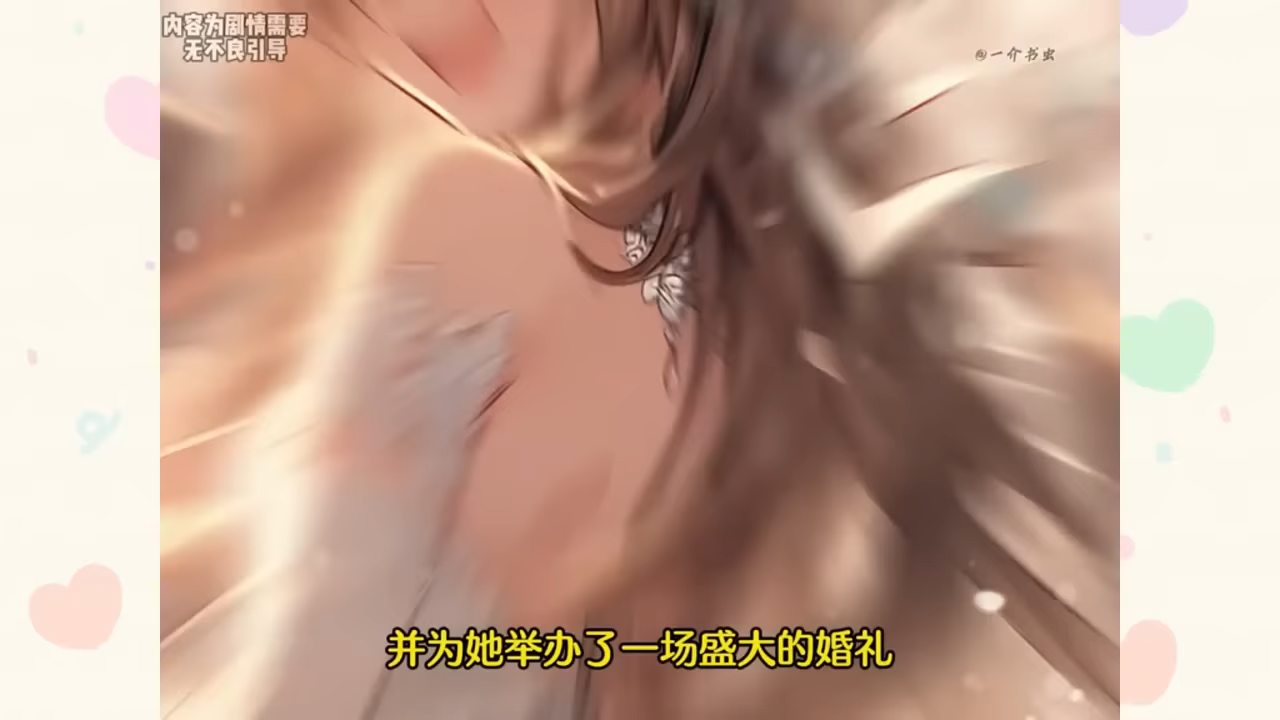 内容为剧情需要
无不良引导
@一介书虫
并为她举办了一场盛大的婚礼